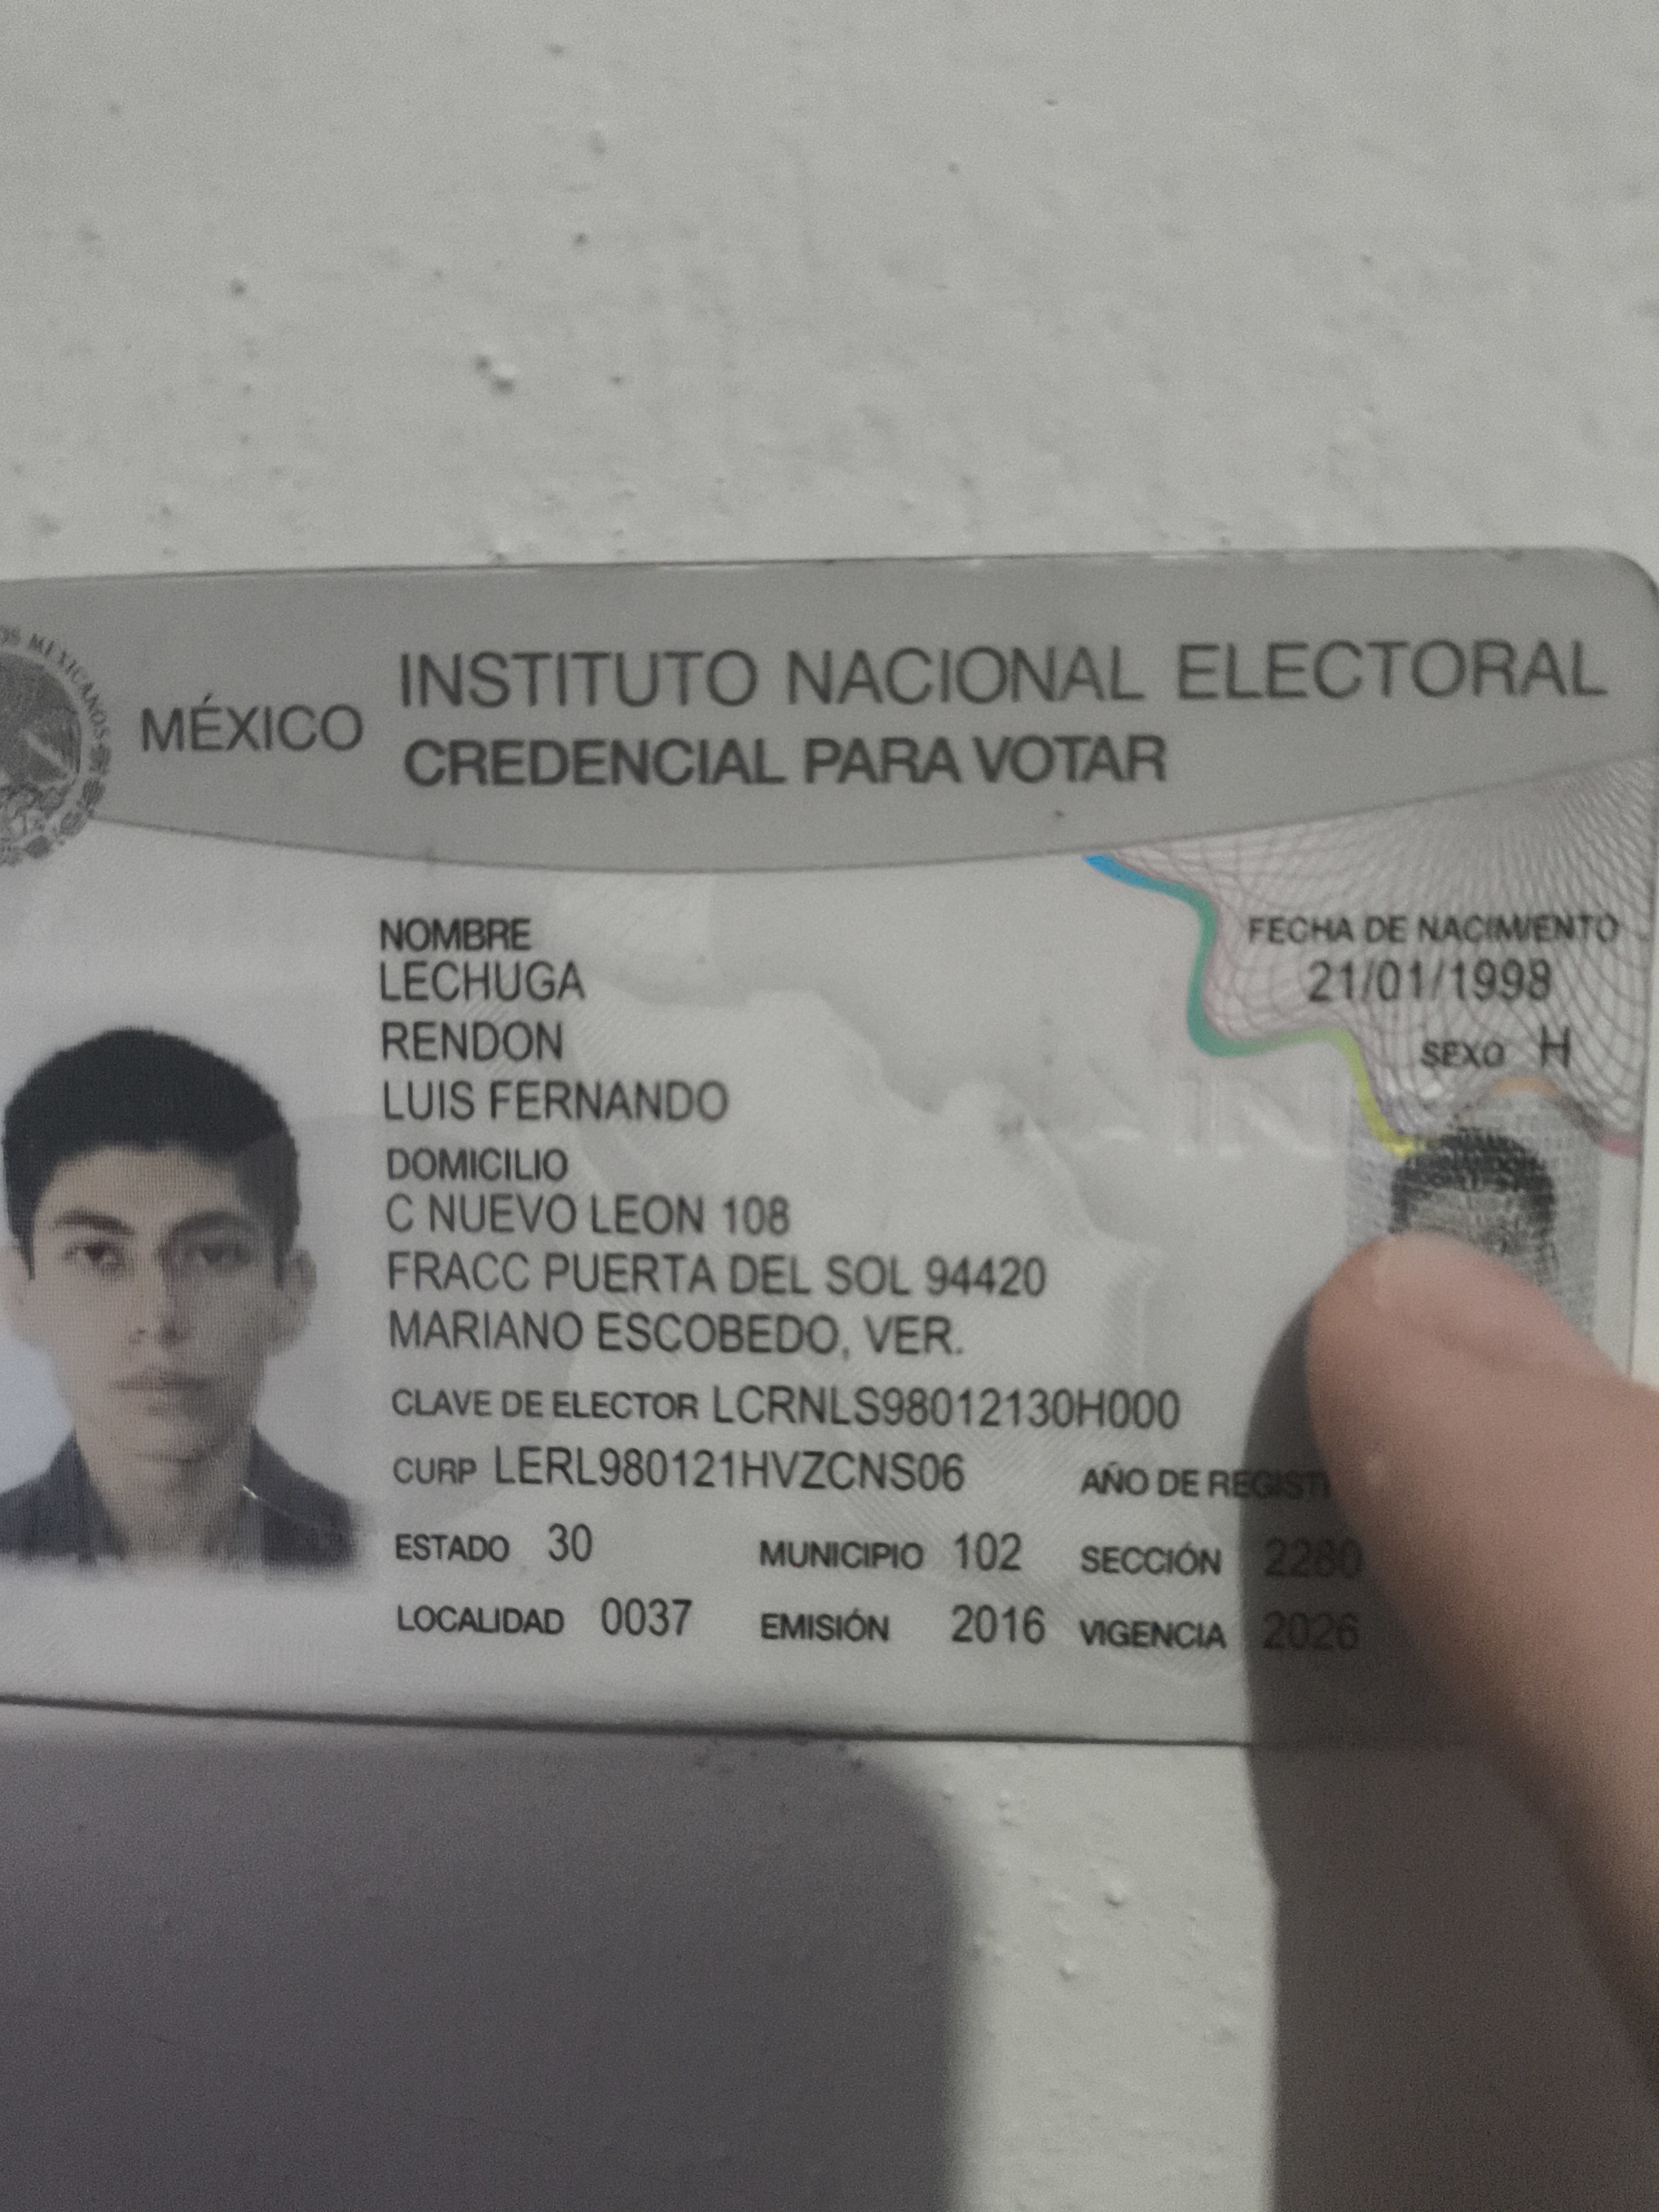 OS MEXICANOS
MÉXICO
INSTITUTO NACIONAL ELECTORAL
CREDENCIAL PARA VOTAR
NOMBRE
LECHUGA
RENDON
LUIS FERNANDO
FECHA DE NACIMIENTO
21/01/1998
SEXO H
DOMICILIO
C NUEVO LEON 108
FRACC PUERTA DEL SOL 94420
MARIANO ESCOBEDO, VER.
CLAVE DE ELECTOR LCRNLS98012130H000
CURP LERL980121HVZCNS06 AÑO DE REGIST
ESTADO 30 MUNICIPIO 102 SECCIÓN 2280
LOCALIDAD 0037 EMISIÓN 2016 VIGENCIA 2026